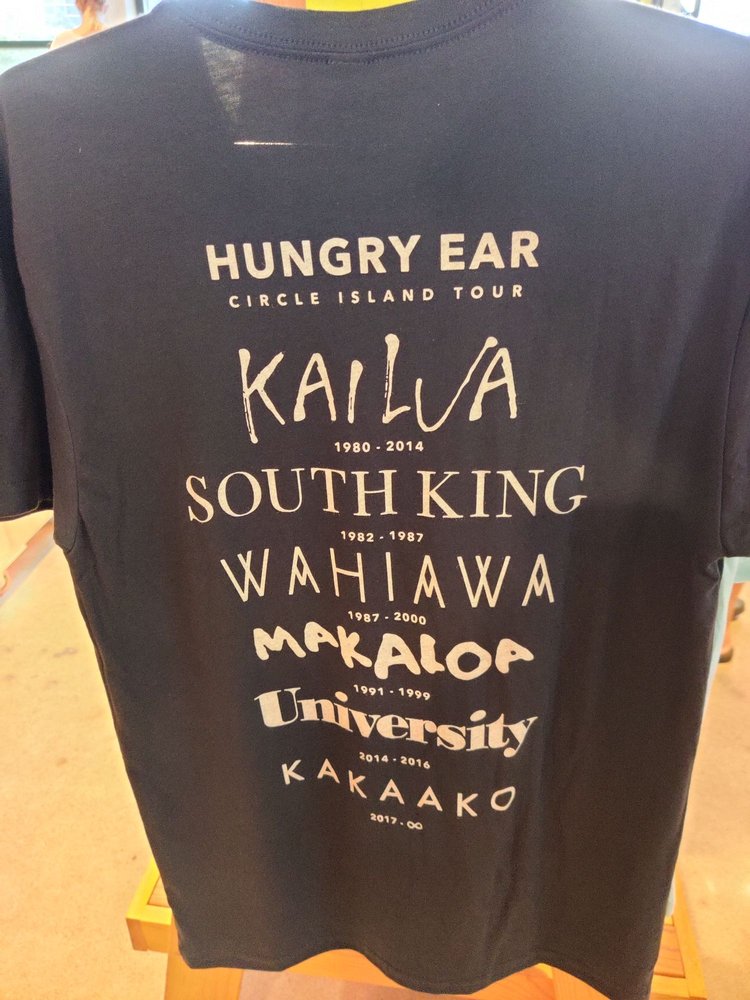 HUNGRY EAR
CIRCLE ISLAND TOUR
KAILUA
1980 - 2014
SOUTH KING
1982 - 1987
WAHIAWA
1987 - 2000
MAKALOA
1991 - 1999
University
2014 - 2016
KAKAAKO
2017 - ∞